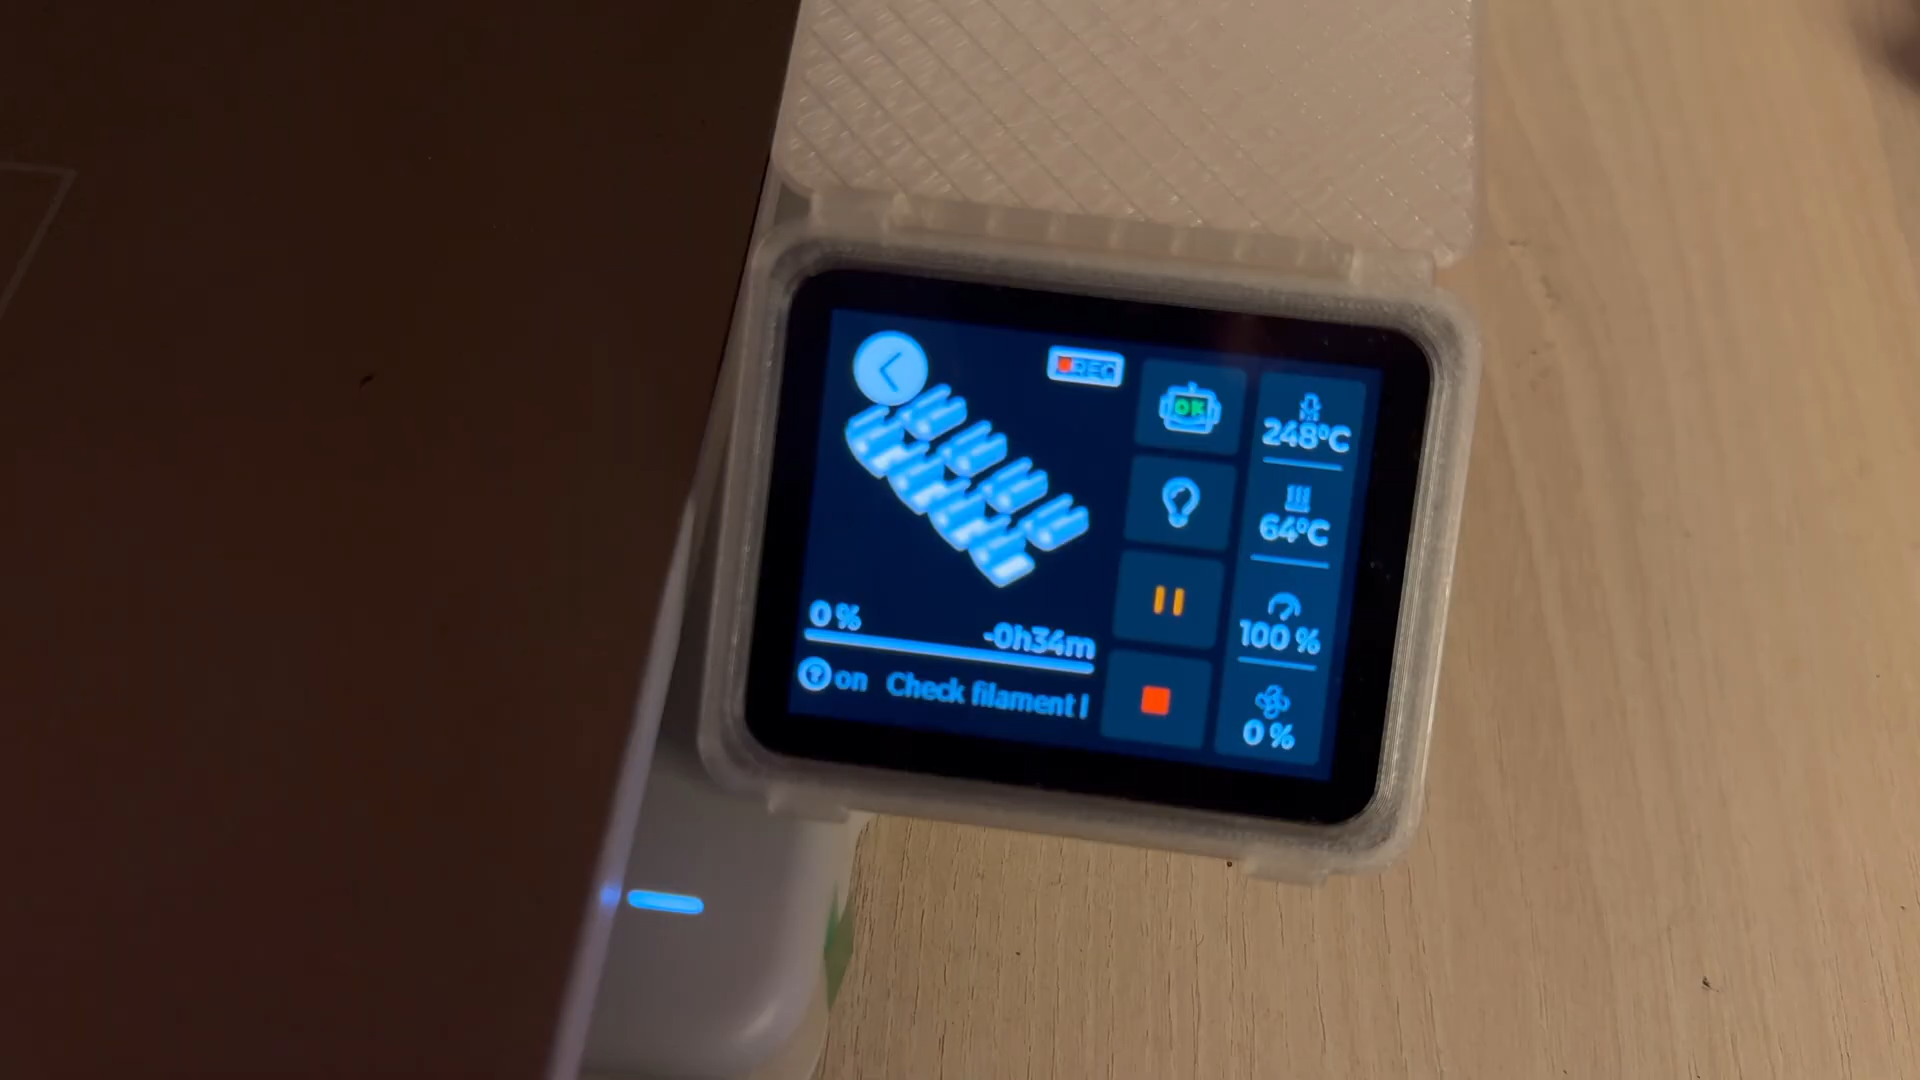 REC
OK
248°C
64°C
100 %
0 %
0 %
-0h34m
? on Check filament